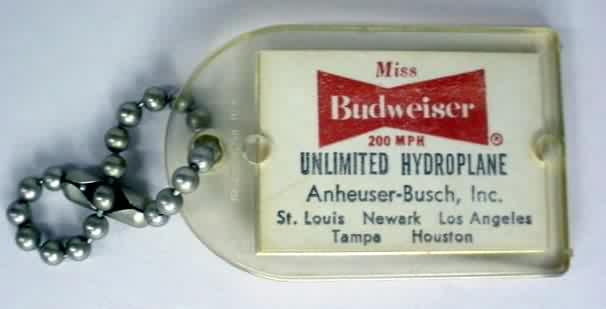 Miss
Budweiser
200 MPH ®
UNLIMITED HYDROPLANE
Anheuser-Busch, Inc.
St. Louis Newark Los Angeles
Tampa Houston